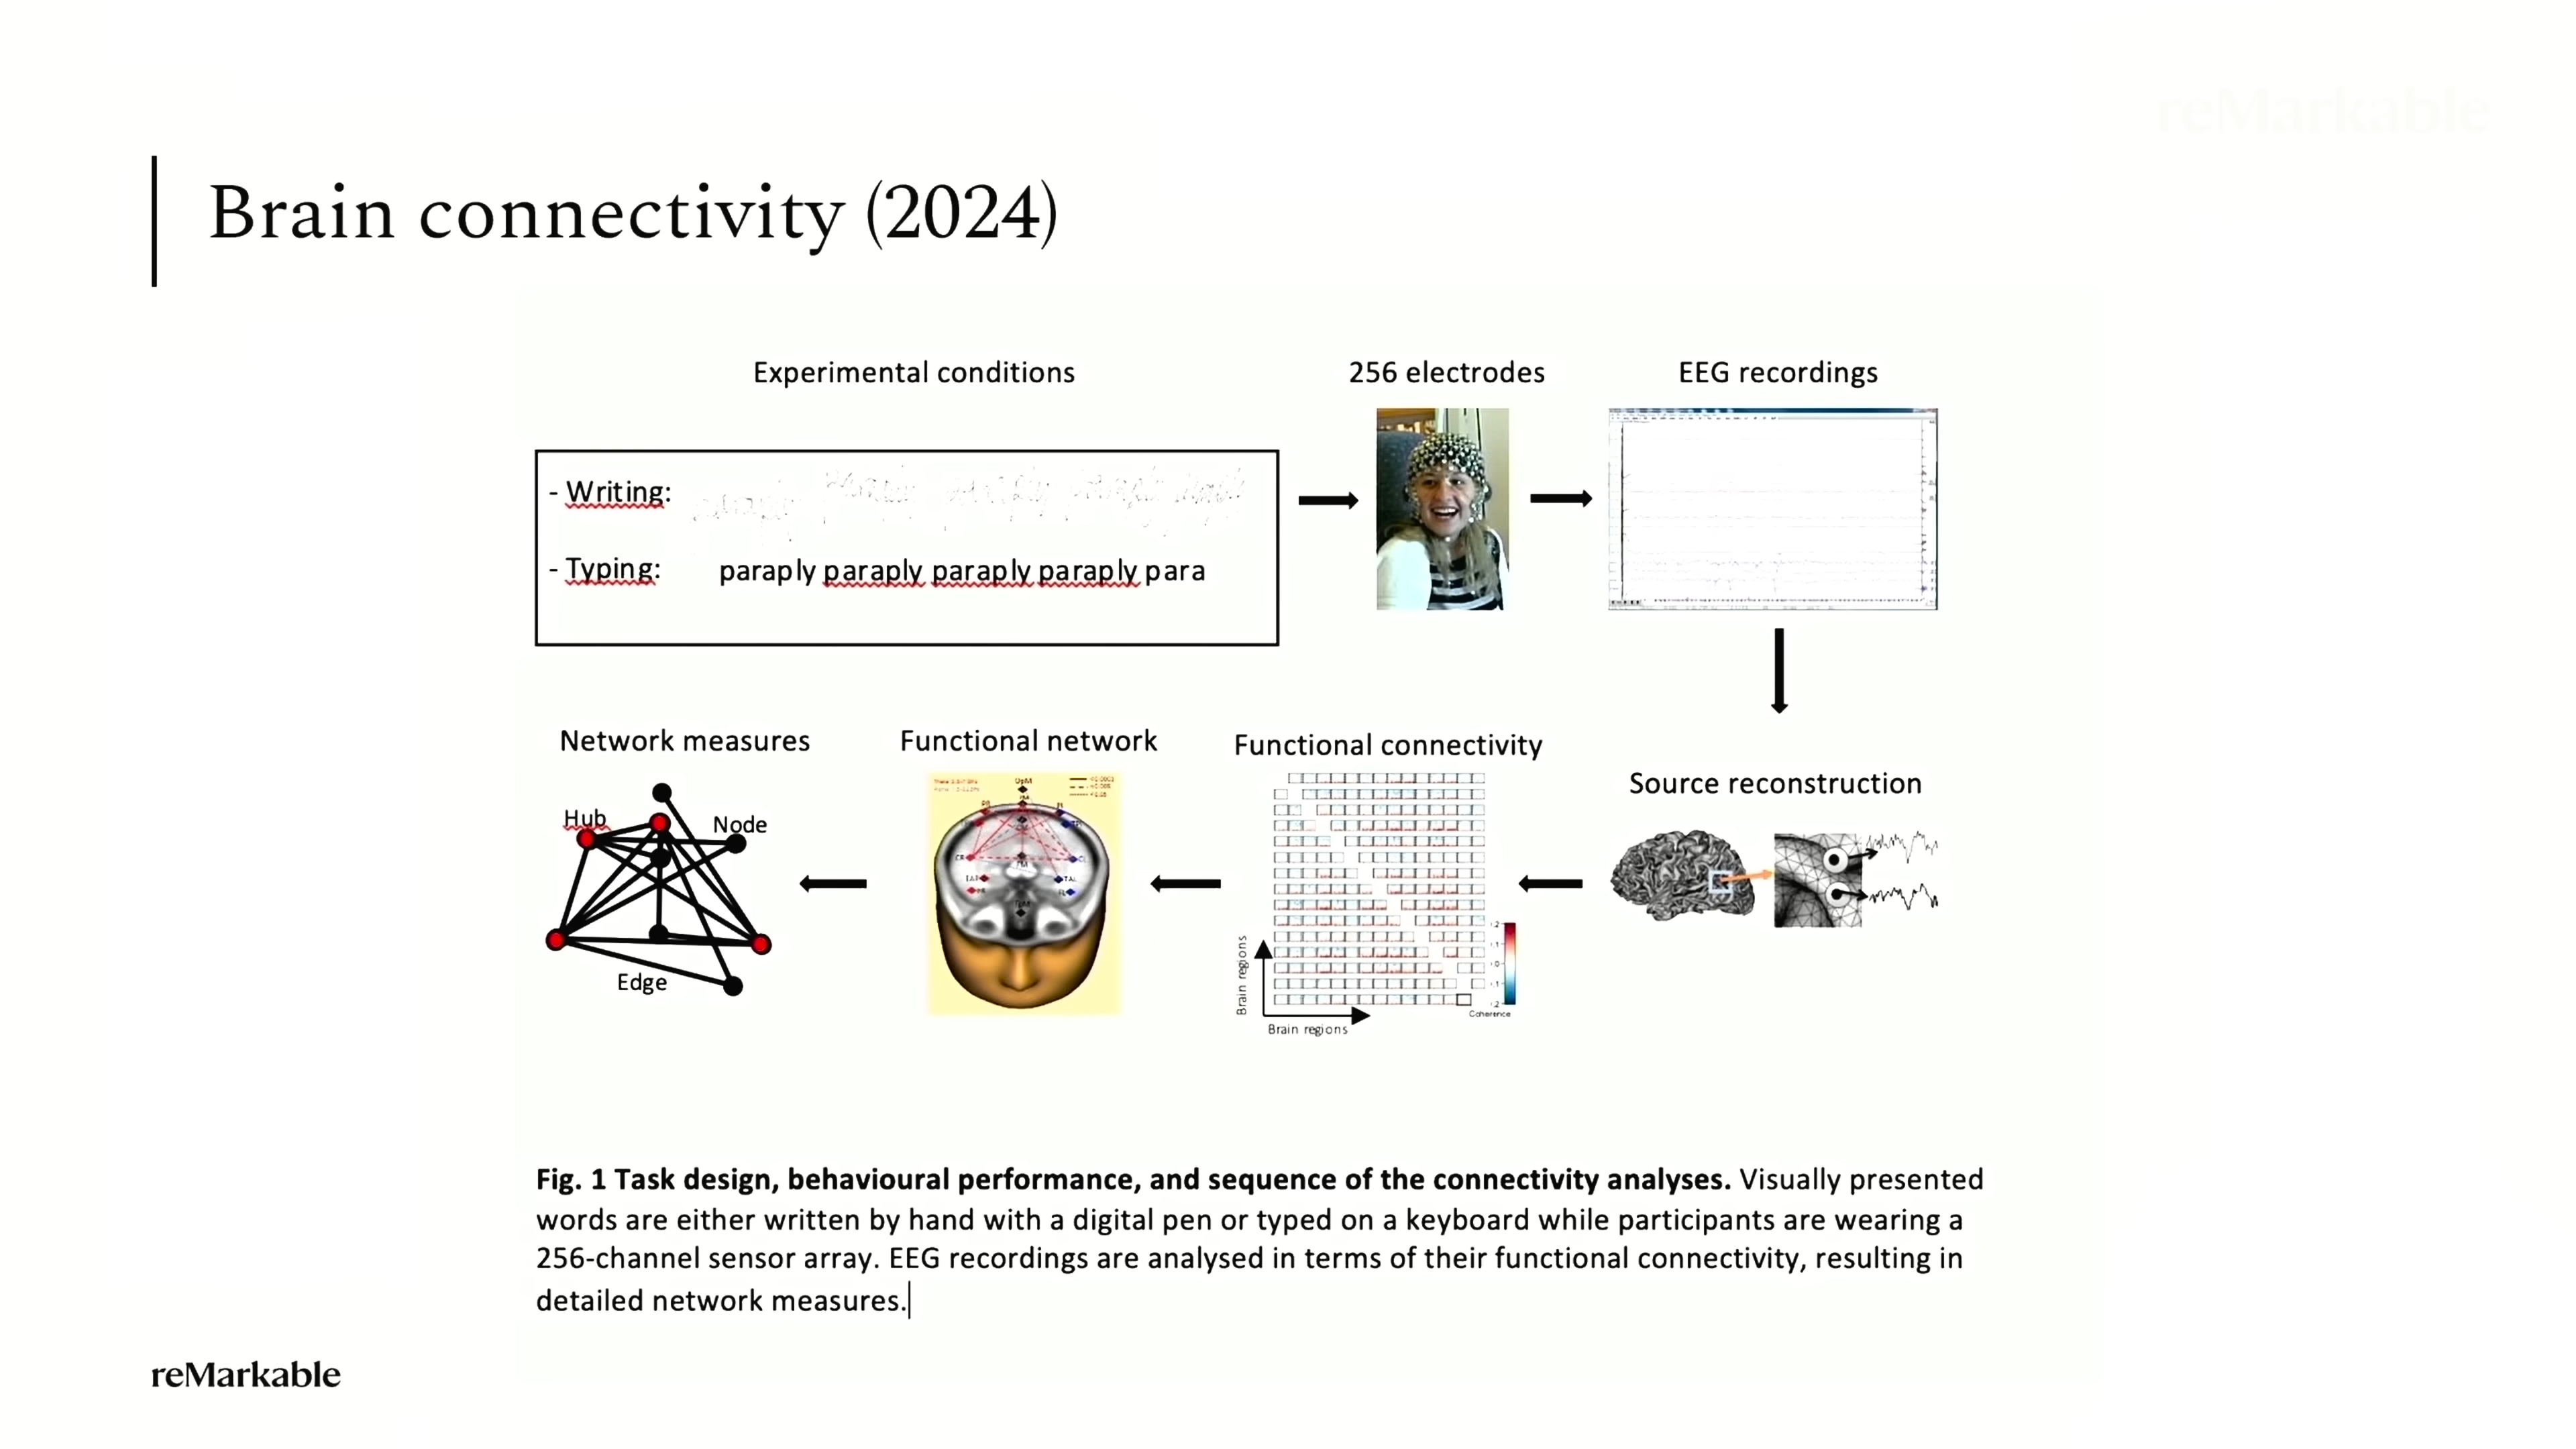 reMarkable
Brain connectivity (2024)
Experimental conditions
256 electrodes
EEG recordings
- Writing:
- Typing: paraply paraply paraply paraply para
Network measures
Functional network
Functional connectivity
Source reconstruction
Hub
Node
Edge
Brain regions
Brain regions
Coherence
Fig. 1 Task design, behavioural performance, and sequence of the connectivity analyses. Visually presented
words are either written by hand with a digital pen or typed on a keyboard while participants are wearing a
256-channel sensor array. EEG recordings are analysed in terms of their functional connectivity, resulting in
detailed network measures.
reMarkable